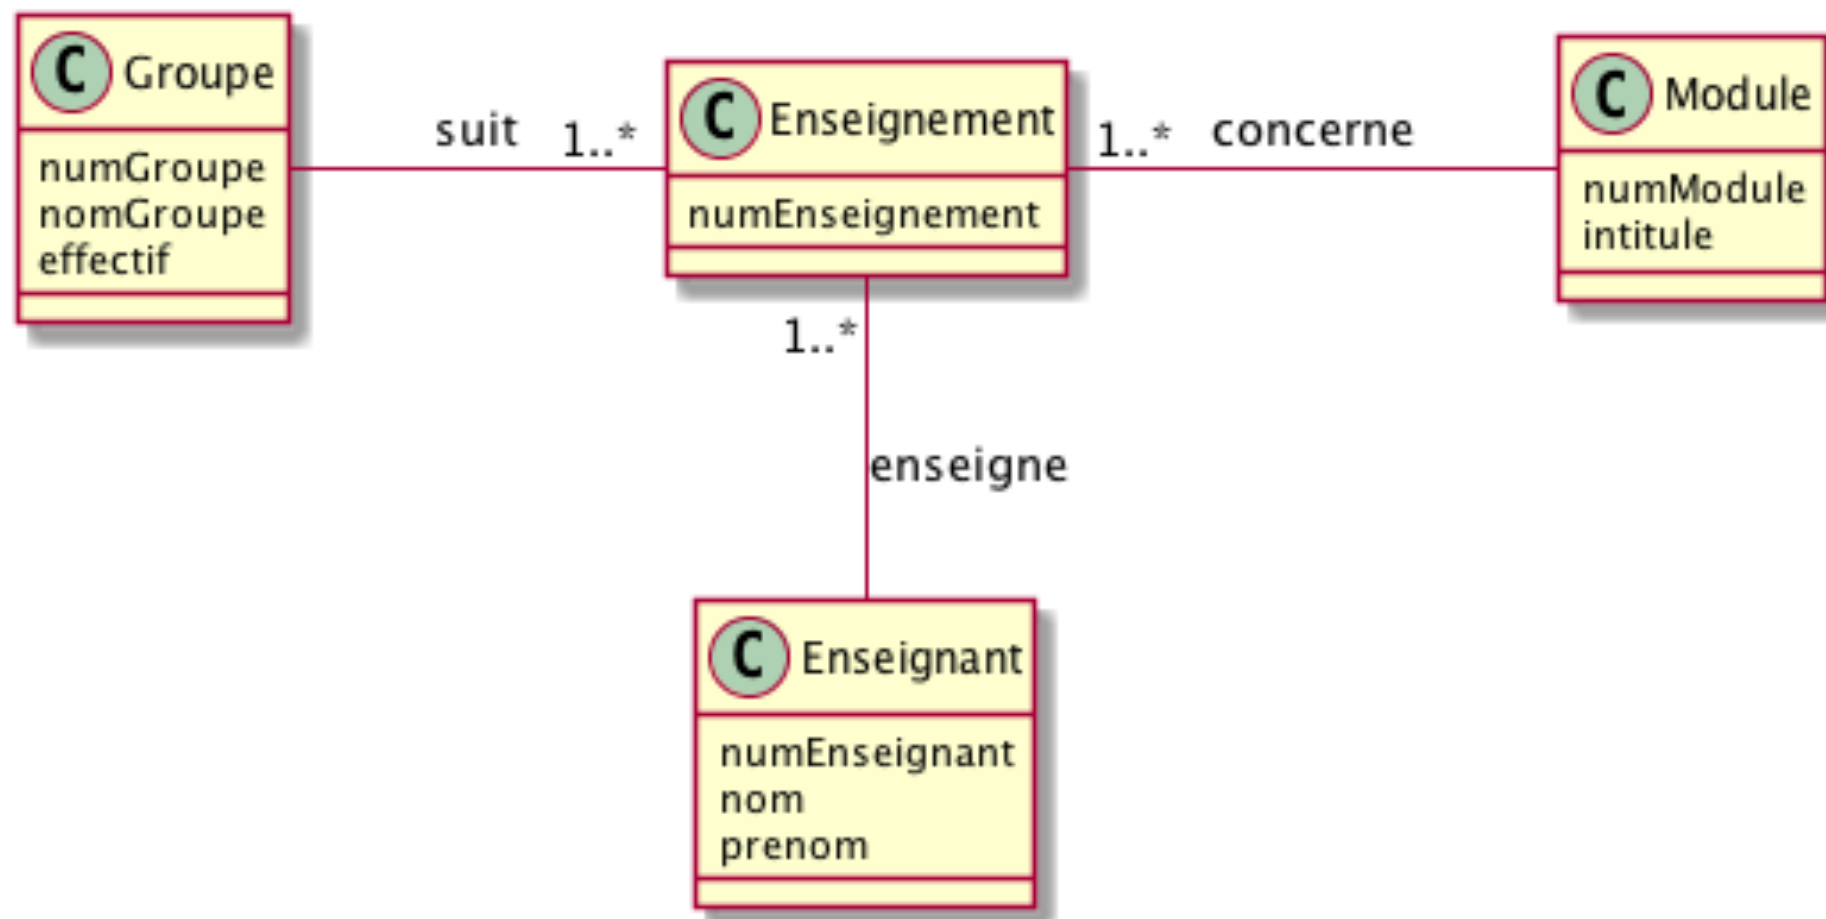 C Groupe
numGroupe
nomGroupe
effectif
suit 1..*
C Enseignement
numEnseignement
1..* concerne
C Module
numModule
intitule
1..*
enseigne
C Enseignant
numEnseignant
nom
prenom